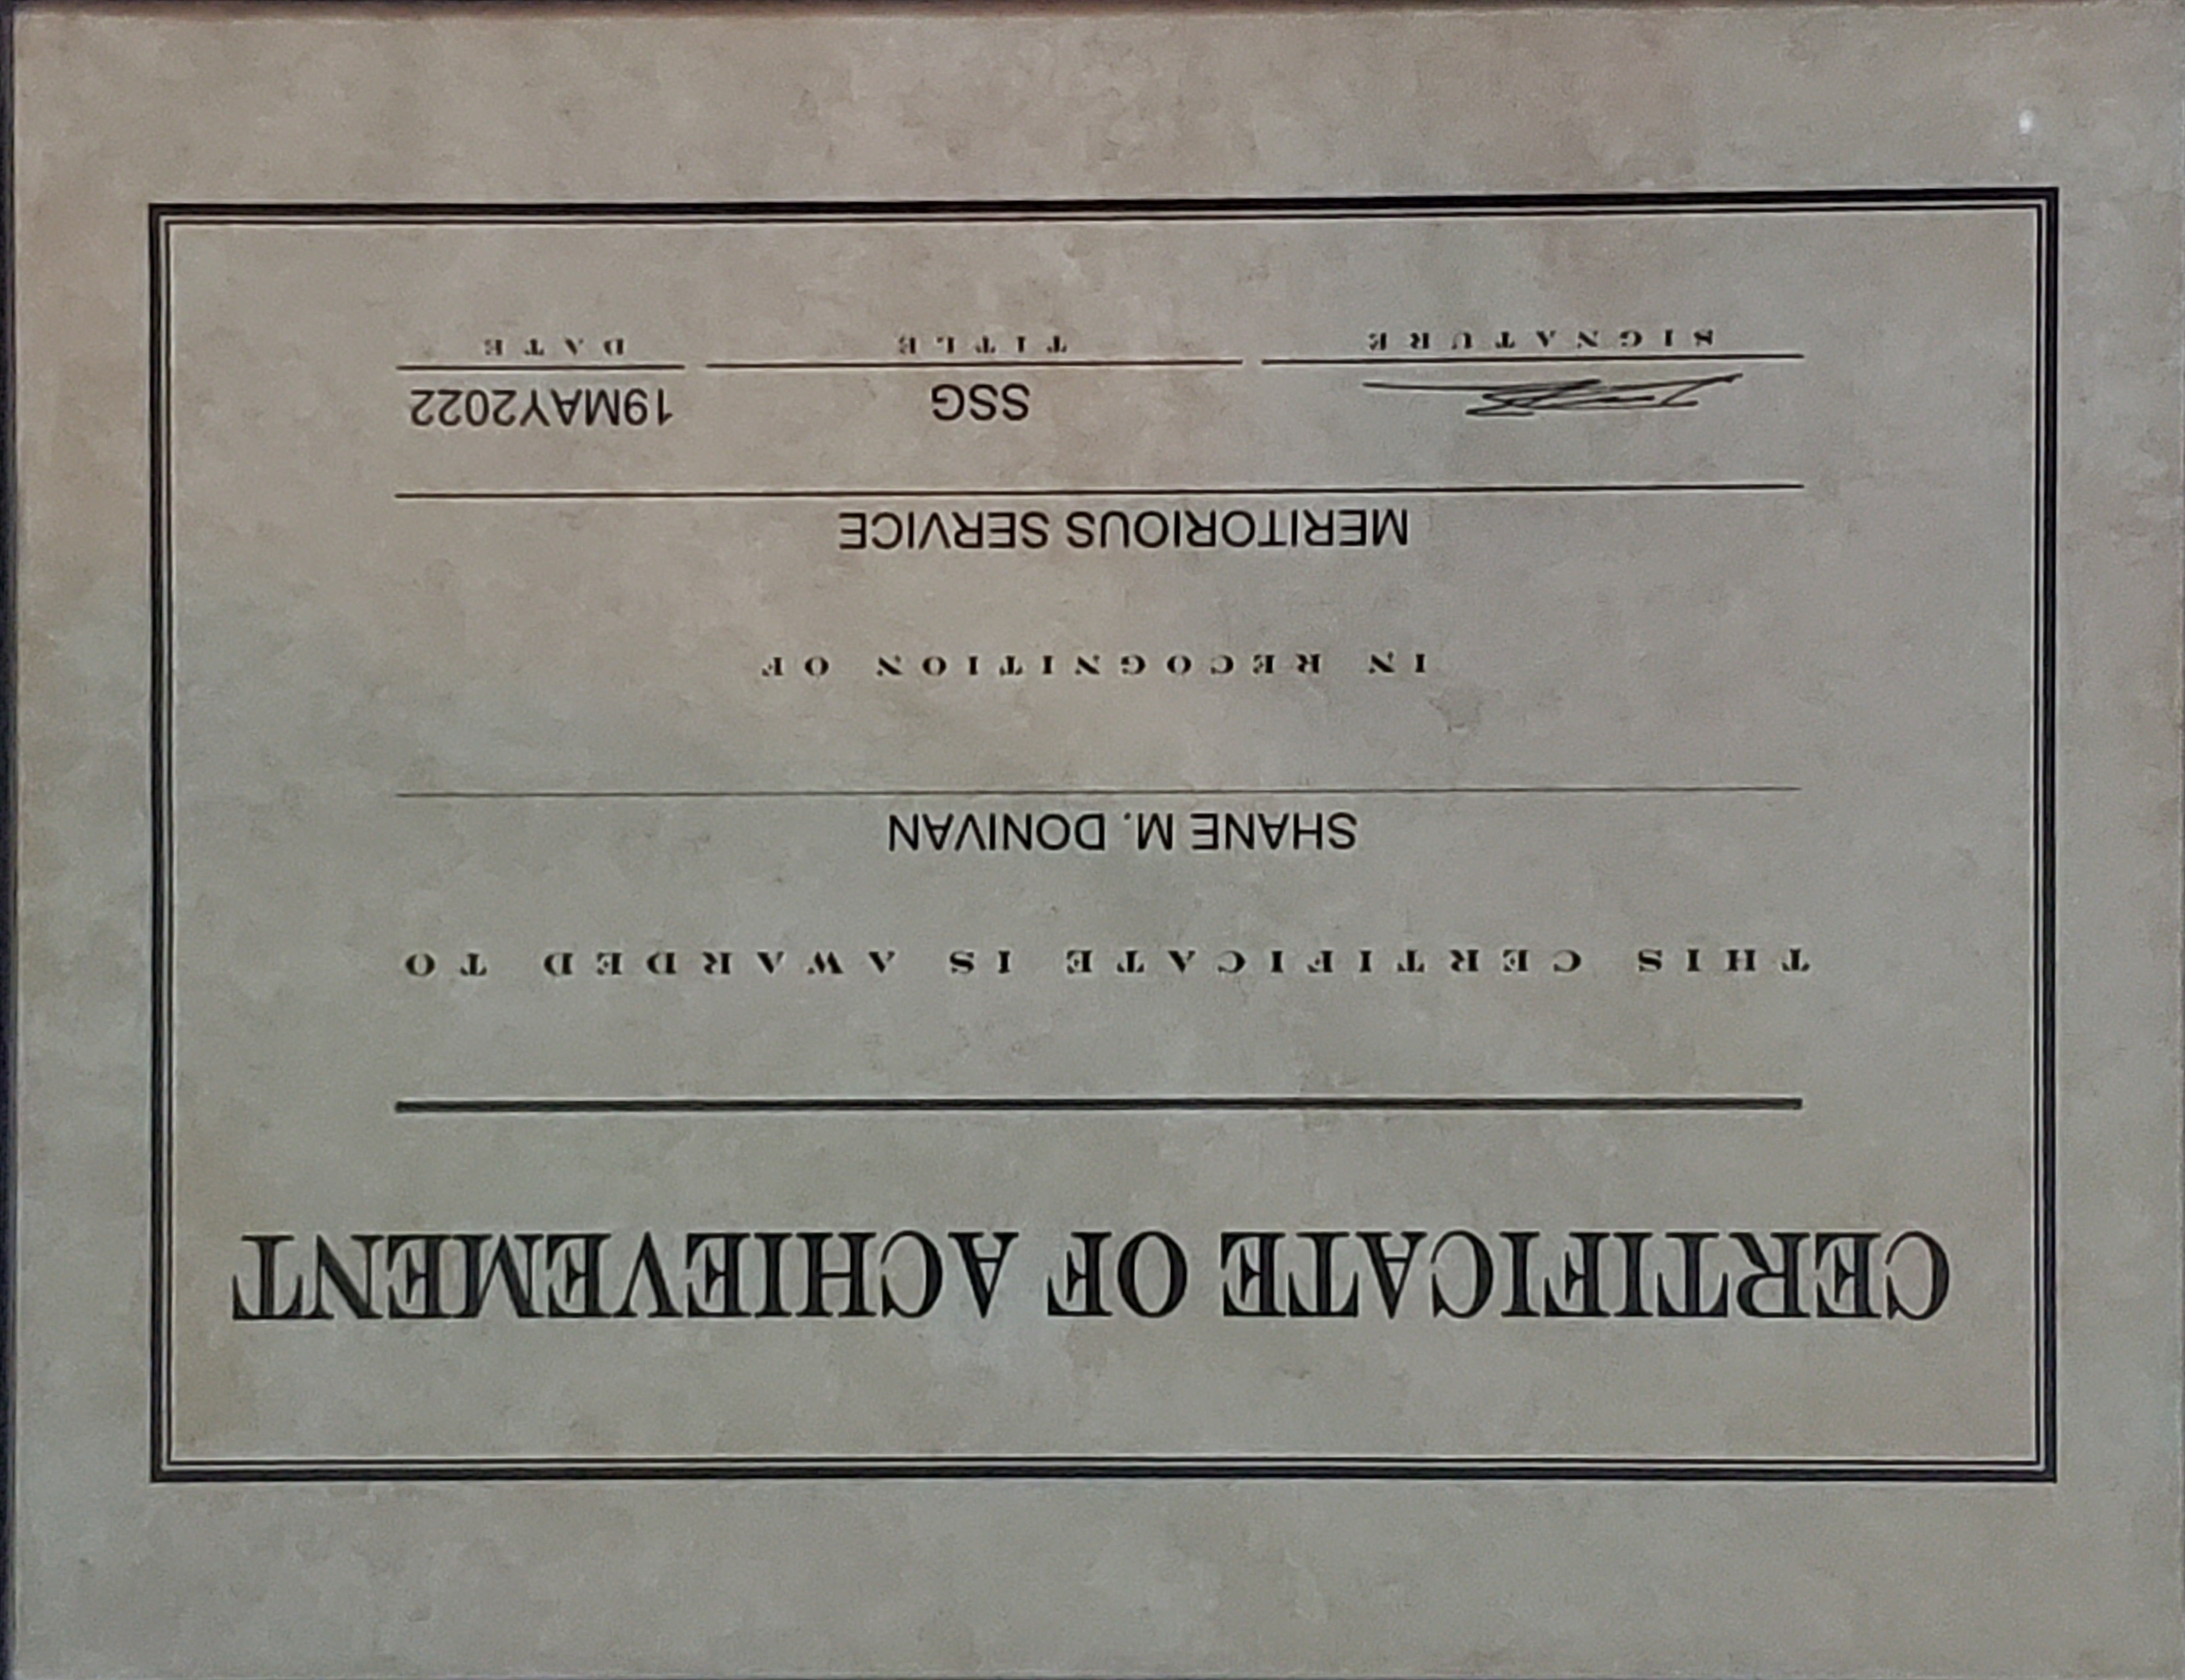 CERTIFICATE OF ACHIEVEMENT
THIS CERTIFICATE IS AWARDED TO
SHANE M. DONIVAN
IN RECOGNITION OF
MERITORIOUS SERVICE
SSG 19MAY2022
SIGNATURE TITLE DATE